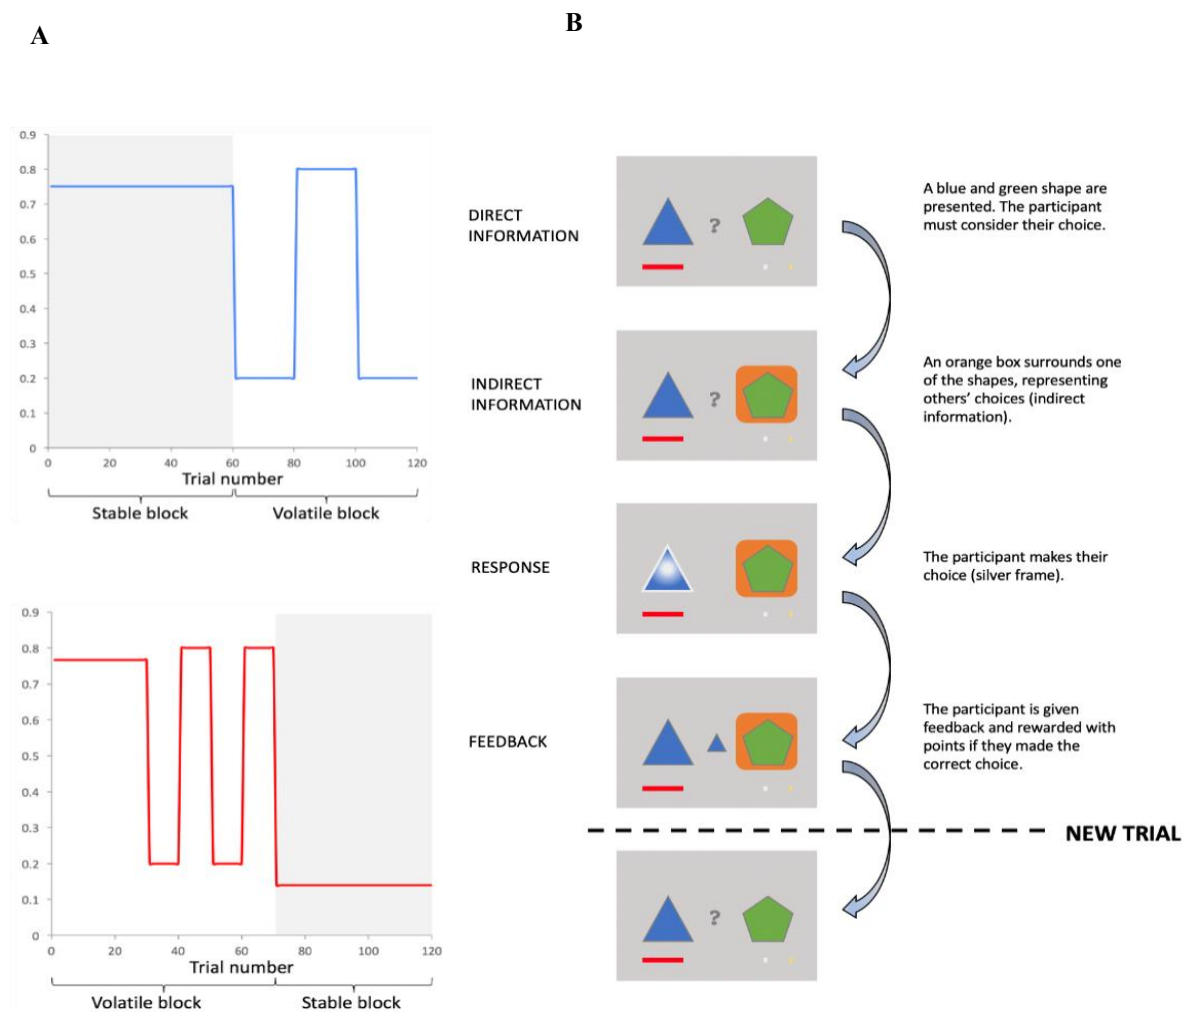 A
B
0.9
0.8
0.7
0.6
0.5
0.4
0.3
0.2
0.1
0
0 20 40 60 80 100 120
Trial number
Stable block Volatile block
0.9
0.8
0.7
0.6
0.5
0.4
0.3
0.2
0.1
0
0 20 40 60 80 100 120
Trial number
Volatile block Stable block
DIRECT
INFORMATION
?
A blue and green shape are
presented. The participant
must consider their choice.
INDIRECT
INFORMATION
?
An orange box surrounds one
of the shapes, representing
others’ choices (indirect
information).
RESPONSE
The participant makes their
choice (silver frame).
FEEDBACK
The participant is given
feedback and rewarded with
points if they made the
correct choice.
NEW TRIAL
?